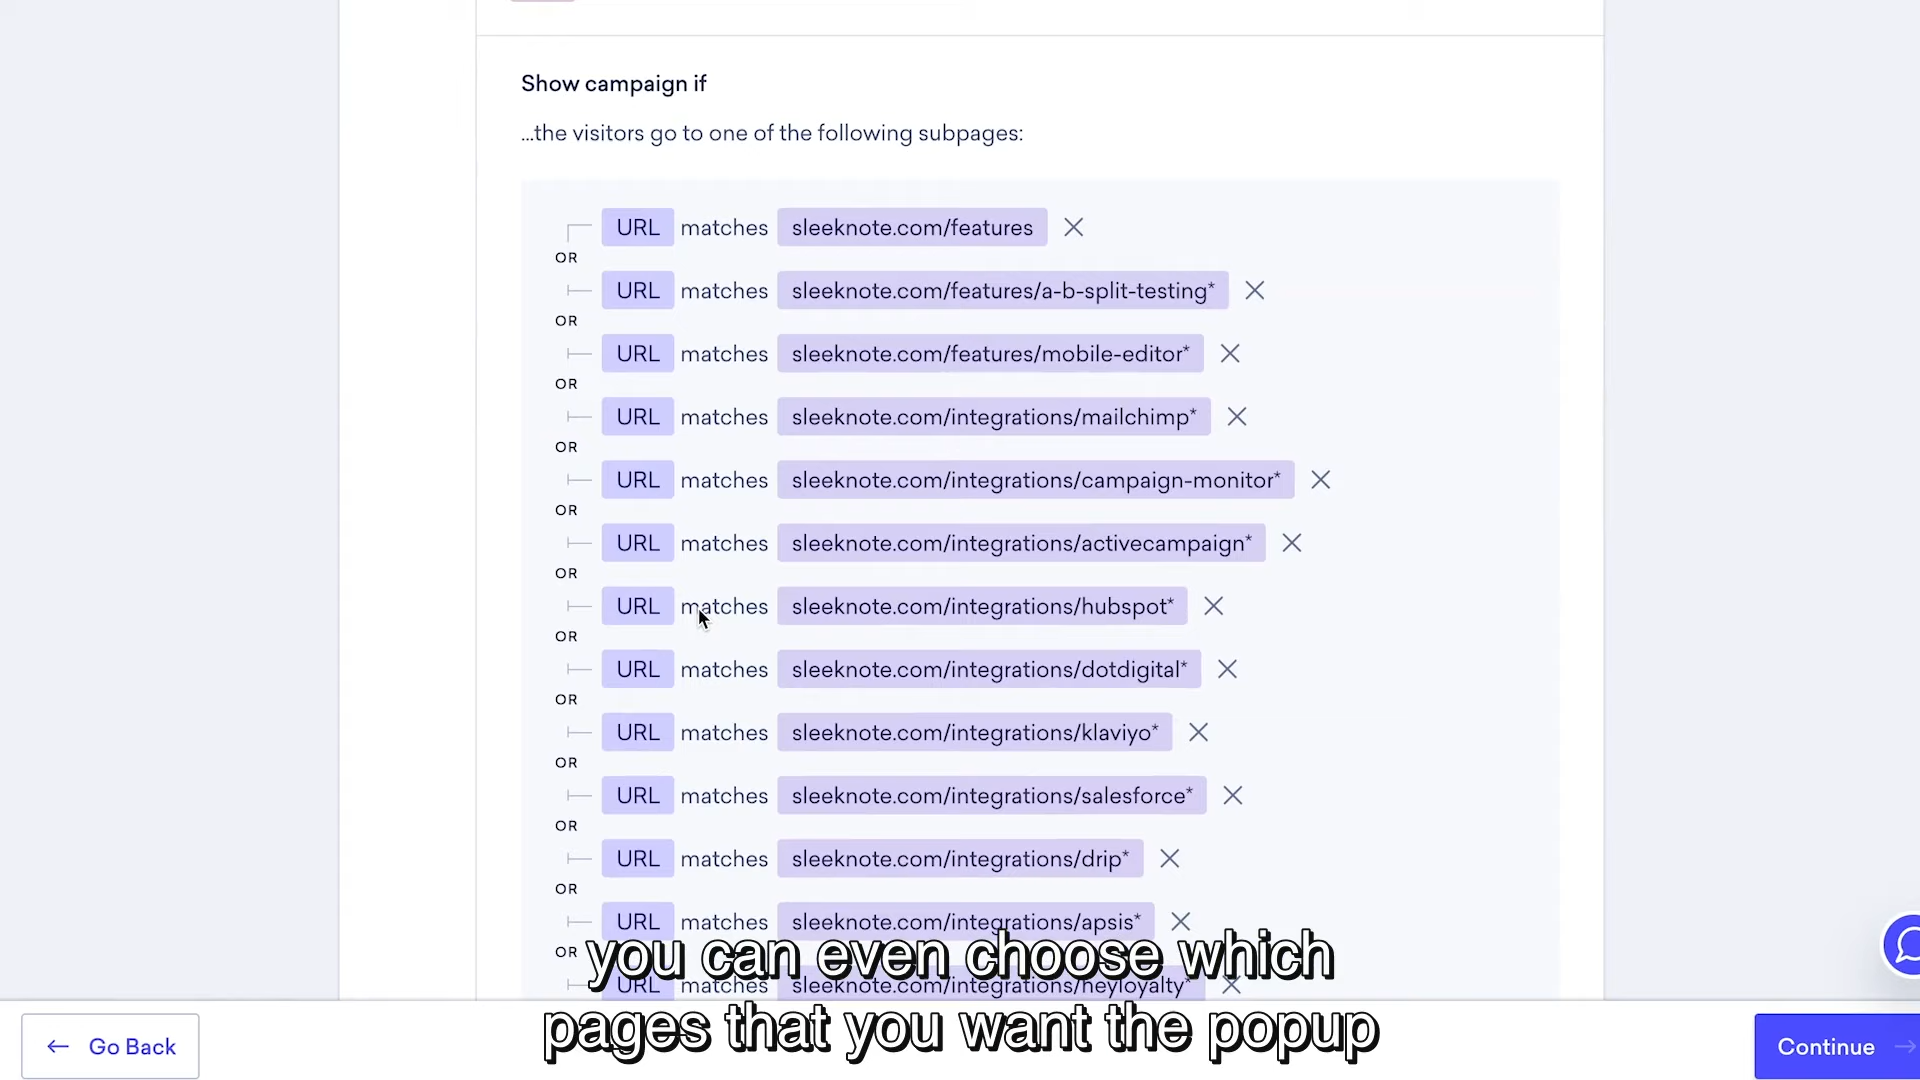 Show campaign if
...the visitors go to one of the following subpages:
URL matches sleeknote.com/features
OR
URL matches sleeknote.com/features/a-b-split-testing*
OR
URL matches sleeknote.com/features/mobile-editor*
OR
URL matches sleeknote.com/integrations/mailchimp*
OR
URL matches sleeknote.com/integrations/campaign-monitor*
OR
URL matches sleeknote.com/integrations/activecampaign*
OR
URL matches sleeknote.com/integrations/hubspot*
OR
URL matches sleeknote.com/integrations/dotdigital*
OR
URL matches sleeknote.com/integrations/klaviyo*
OR
URL matches sleeknote.com/integrations/salesforce*
OR
URL matches sleeknote.com/integrations/drip*
OR
URL matches sleeknote.com/integrations/apsis*
OR
URL matches sleeknote.com/integrations/heyloyalty*
you can even choose which
pages that you want the popup
← Go Back
Continue →